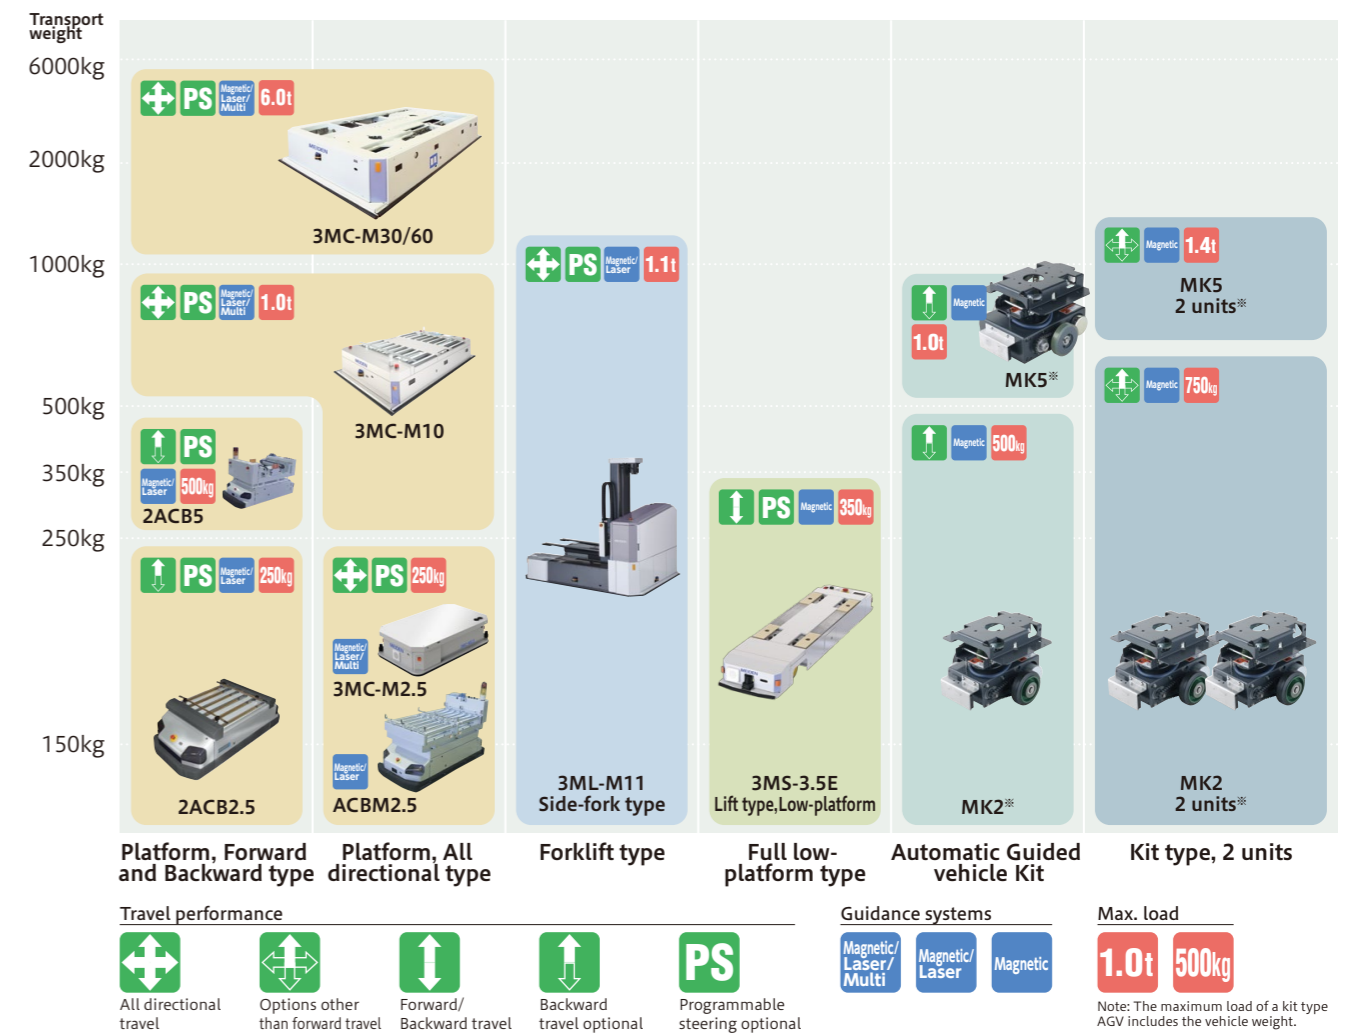 Transport
weight
6000kg
2000kg
1000kg
500kg
350kg
250kg
150kg
PS
Magnetic/
Laser/
Multi
6.0t
3MC-M30/60
PS
Magnetic/
Laser/
Multi
1.0t
3MC-M10
PS
Magnetic/
Laser
500kg
2ACB5
PS
Magnetic/
Laser
250kg
2ACB2.5
PS
250kg
Magnetic/
Laser/
Multi
3MC-M2.5
Magnetic/
Laser
ACBM2.5
PS
Magnetic/
Laser
1.1t
3ML-M11
Side-fork type
PS
Magnetic
350kg
3MS-3.5E
Lift type,Low-platform
Magnetic
1.0t
MK5※
Magnetic
500kg
MK2※
Magnetic
1.4t
MK5
2 units※
Magnetic
750kg
MK2
2 units※
Platform, Forward
and Backward type
Platform, All
directional type
Forklift type
Full low-
platform type
Automatic Guided
vehicle Kit
Kit type, 2 units
Travel performance
All directional
travel
Options other
than forward travel
Forward/
Backward travel
Backward
travel optional
PS
Programmable
steering optional
Guidance systems
Magnetic/
Laser/
Multi
Magnetic/
Laser
Magnetic
Max. load
1.0t
500kg
Note: The maximum load of a kit type
AGV includes the vehicle weight.